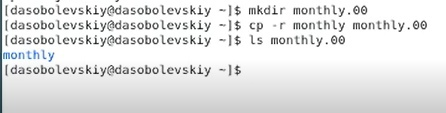 [dasobolevskiy@dasobolevskiy ~]$ mkdir monthly.00
[dasobolevskiy@dasobolevskiy ~]$ cp -r monthly monthly.00
[dasobolevskiy@dasobolevskiy ~]$ ls monthly.00
monthly
[dasobolevskiy@dasobolevskiy ~]$